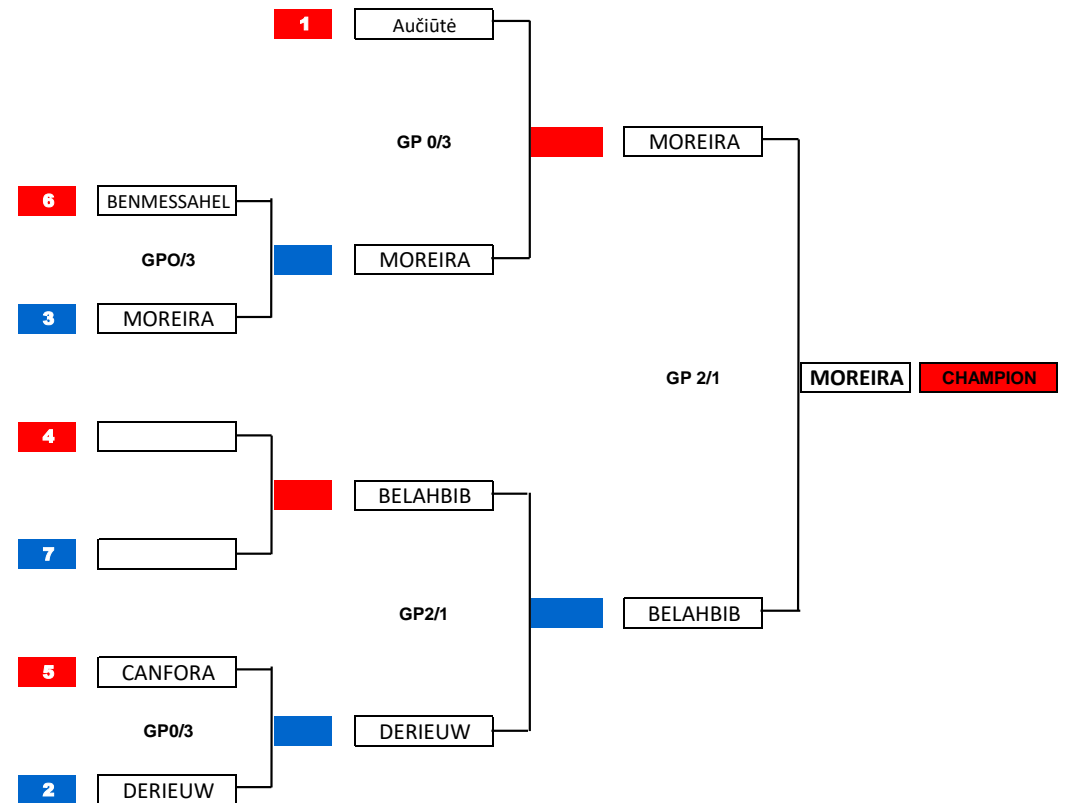 1 Aučiūtė
GP 0/3
MOREIRA
6 BENMESSAHEL
GPO/3
MOREIRA
3 MOREIRA
GP 2/1
MOREIRA CHAMPION
4
BELAHBIB
7
GP2/1
BELAHBIB
5 CANFORA
GP0/3
DERIEUW
2 DERIEUW